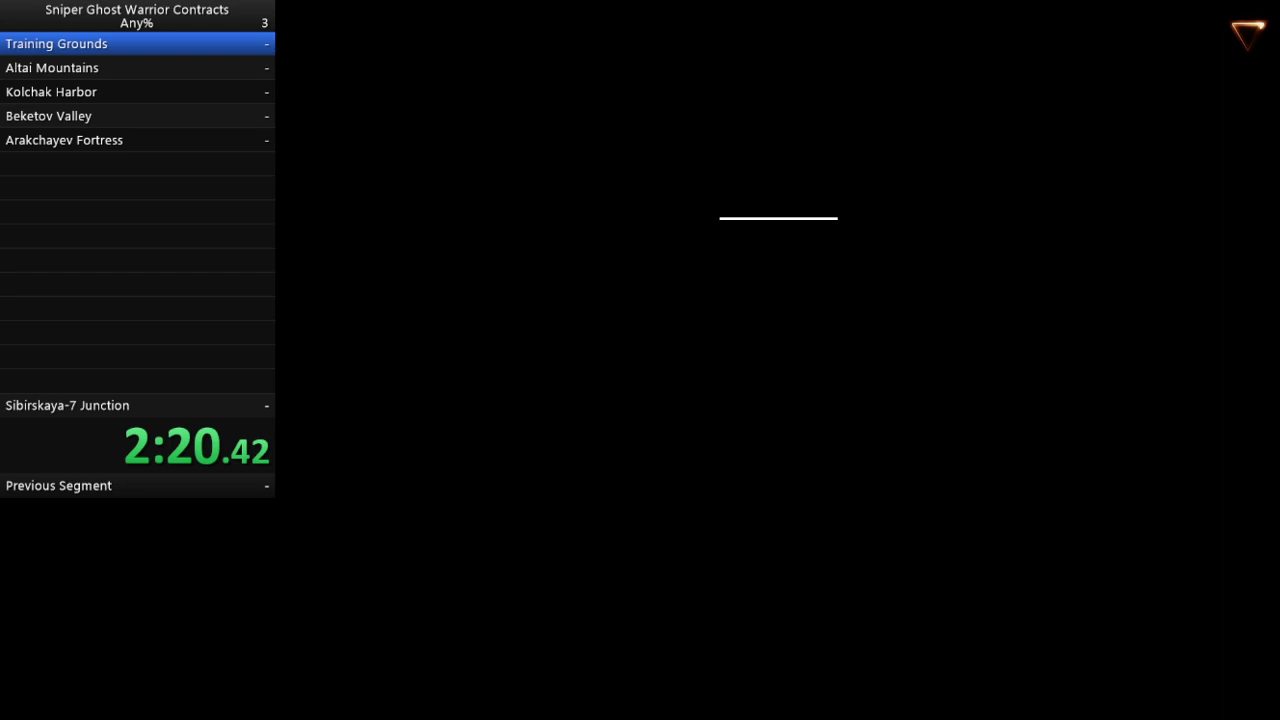 Sniper Ghost Warrior Contracts
Any% 3
Training Grounds -
Altai Mountains -
Kolchak Harbor -
Beketov Valley -
Arakchayev Fortress -
Sibirskaya-7 Junction -
2:20.42
Previous Segment -